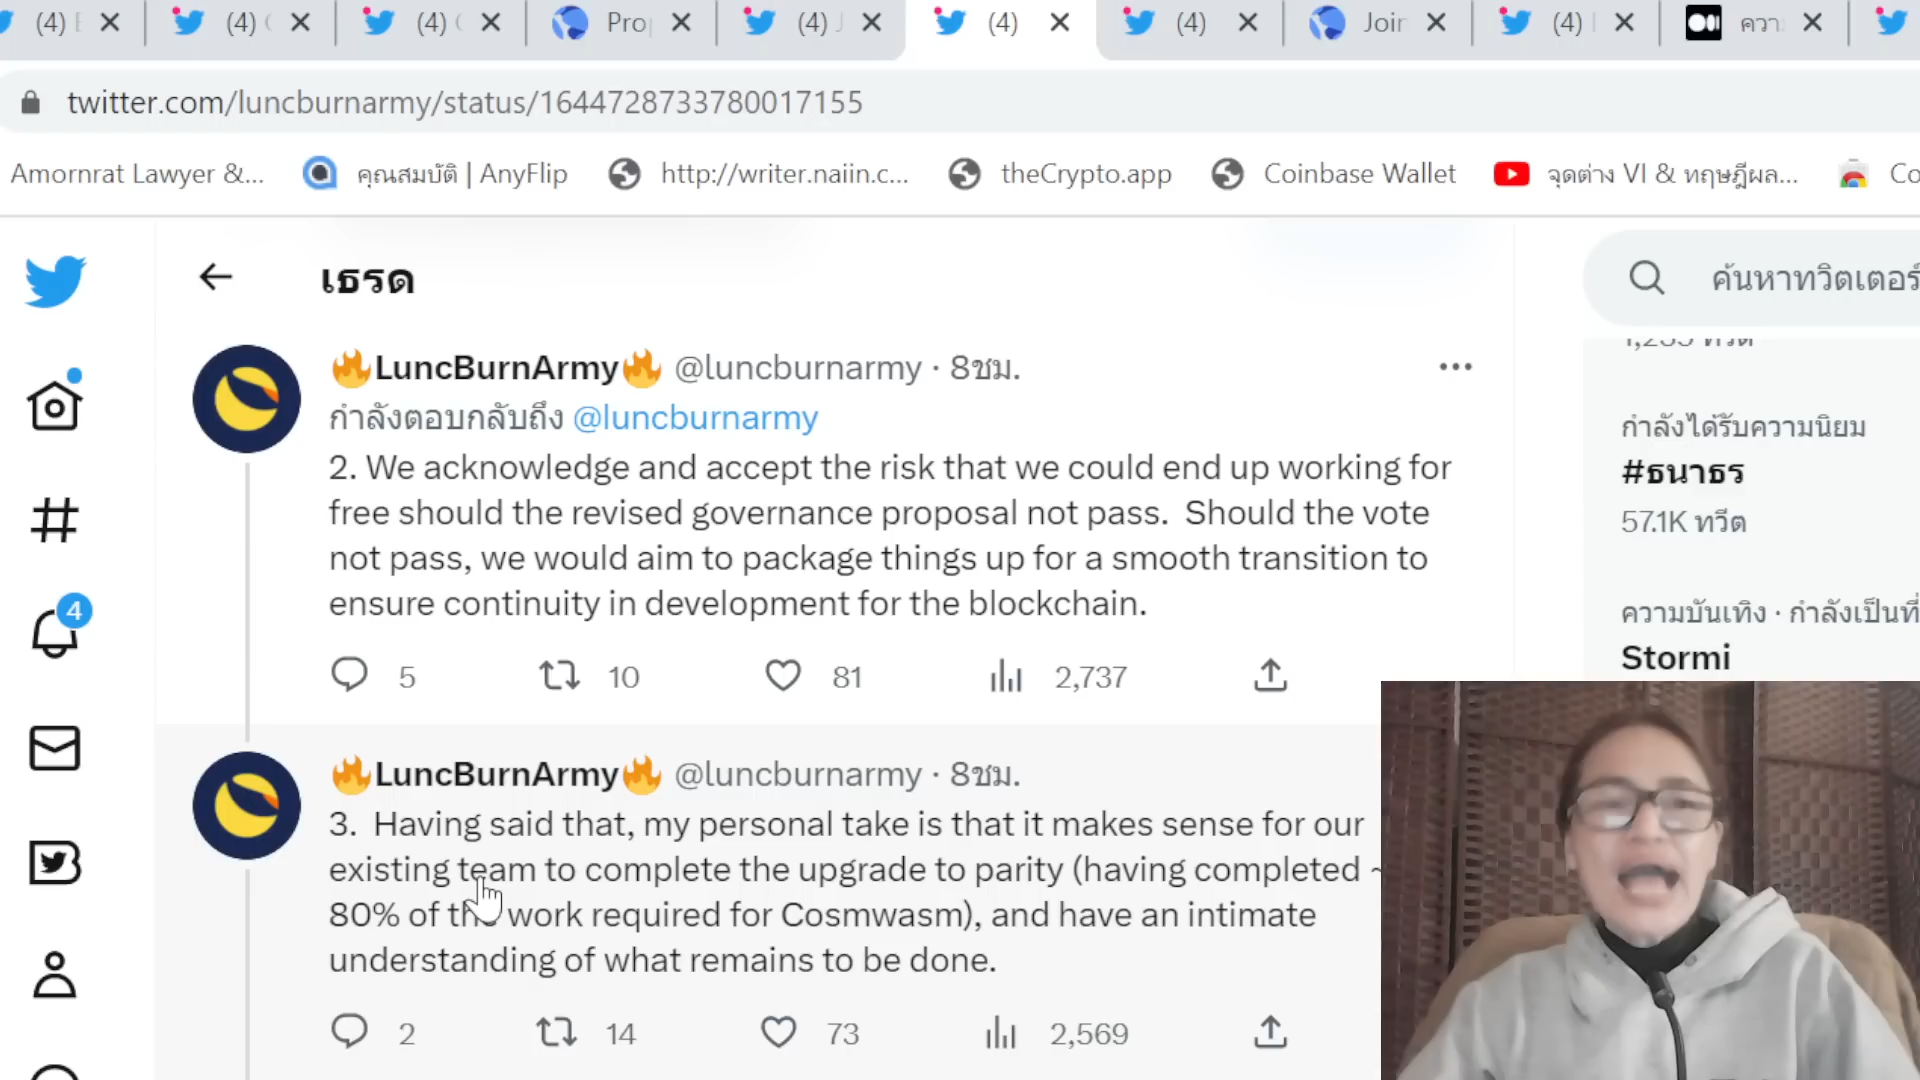 (4)
(4)
(4)
Pro
(4) J
(4)
(4)
Join
(4)
ควา
twitter.com/luncburnarmy/status/1644728733780017155
Amornrat Lawyer &...
คุณสมบัติ | AnyFlip
http://writer.naiin.c...
theCrypto.app
Coinbase Wallet
จุดต่าง VI & ทฤษฎีผล...
Co
เธรด
ค้นหาทวิตเตอร์
🔥LuncBurnArmy🔥 @luncburnarmy · 8ชม.
กำลังตอบกลับถึง @luncburnarmy
2. We acknowledge and accept the risk that we could end up working for
free should the revised governance proposal not pass.  Should the vote
not pass, we would aim to package things up for a smooth transition to
ensure continuity in development for the blockchain.
5
10
81
2,737
🔥LuncBurnArmy🔥 @luncburnarmy · 8ชม.
3.  Having said that, my personal take is that it makes sense for our
existing team to complete the upgrade to parity (having completed ~
80% of the work required for Cosmwasm), and have an intimate
understanding of what remains to be done.
2
14
73
2,569
4
กำลังได้รับความนิยม
#ธนาธร
57.1K ทวีต
ความบันเทิง · กำลังเป็นที่
Stormi